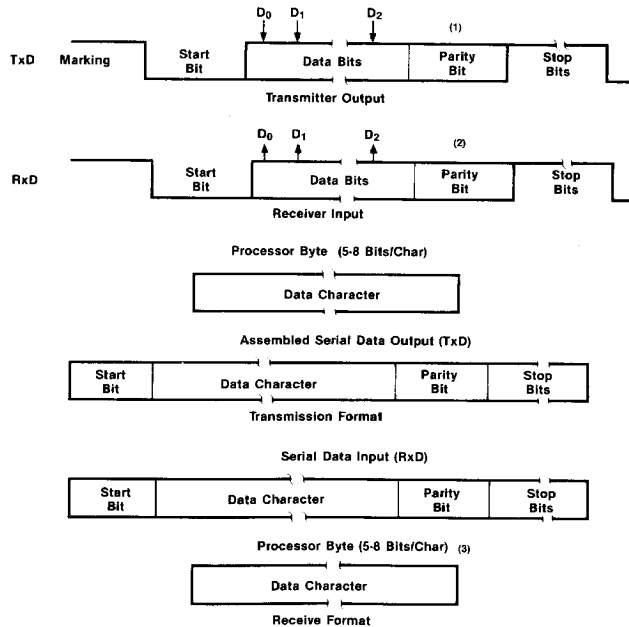 D0 D1 D2 (1)
TxD Marking Start Bit Data Bits Parity Bit Stop Bits
Transmitter Output
D0 D1 D2 (2)
RxD Start Bit Data Bits Parity Bit Stop Bits
Receiver Input
Processor Byte (5-8 Bits/Char)
Data Character
Assembled Serial Data Output (TxD)
Start Bit Data Character Parity Bit Stop Bits
Transmission Format
Serial Data Input (RxD)
Start Bit Data Character Parity Bit Stop Bits
Processor Byte (5-8 Bits/Char) (3)
Data Character
Receive Format